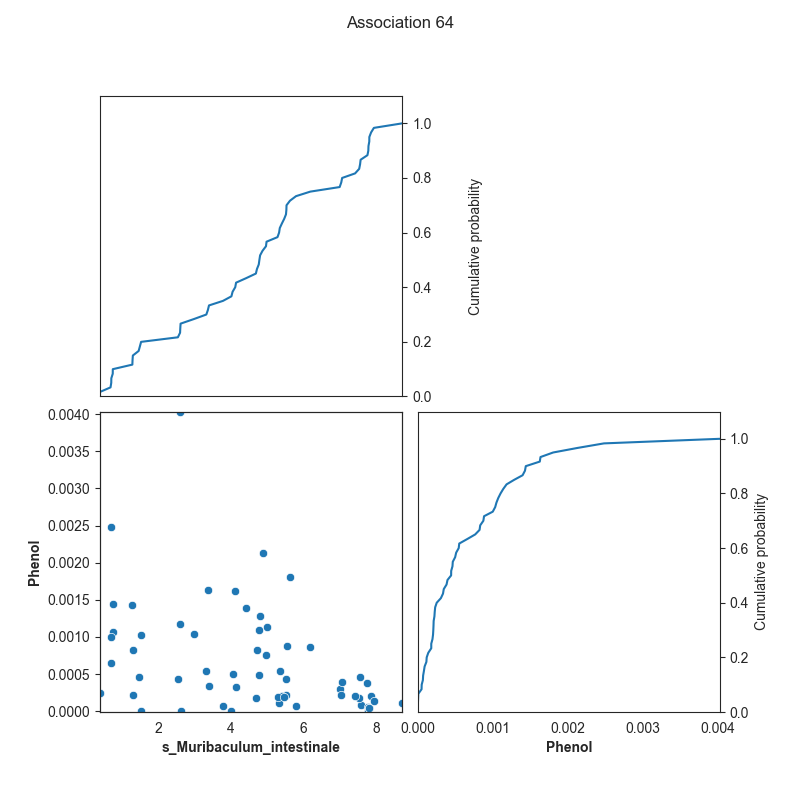 Association 64
1.0
0.8
0.6
0.4
0.2
0.0
Cumulative probability
0.0040
0.0035
0.0030
0.0025
0.0020
0.0015
0.0010
0.0005
0.0000
Phenol
2 4 6 8
s_Muribaculum_intestinale
1.0
0.8
0.6
0.4
0.2
0.0
Cumulative probability
0.000 0.001 0.002 0.003 0.004
Phenol